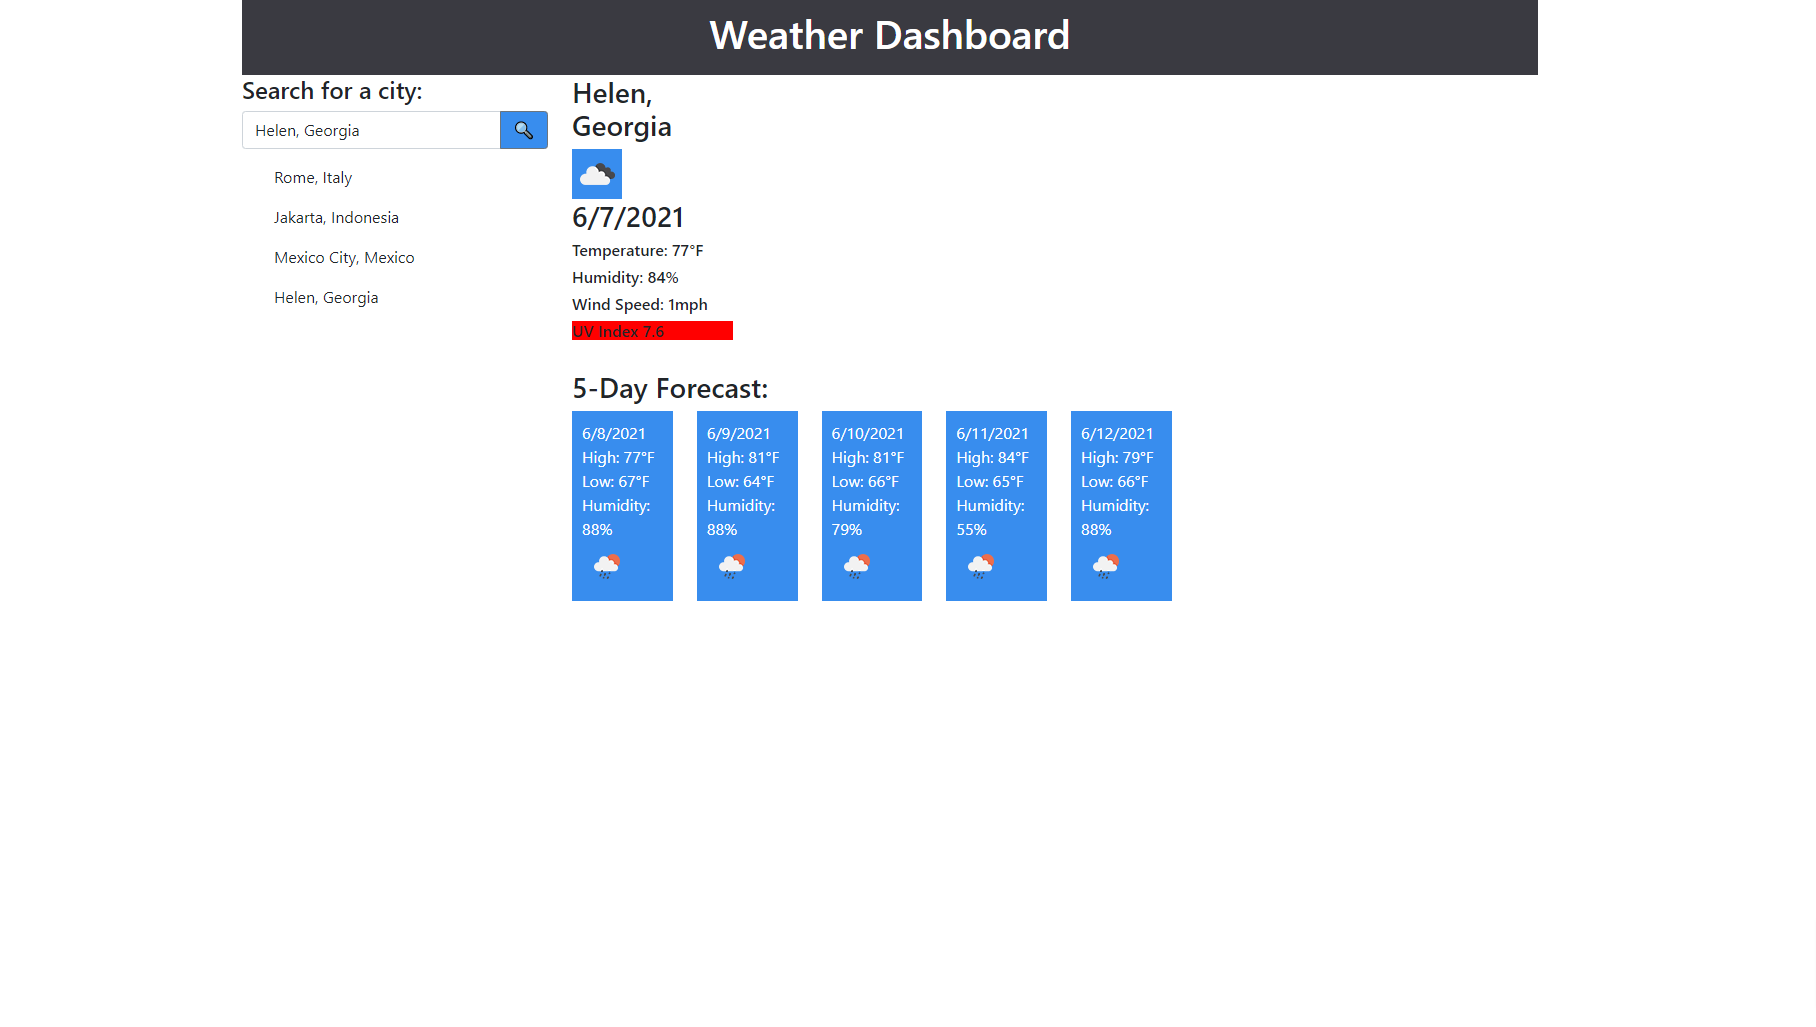 Weather Dashboard
Search for a city:
Helen, Georgia
Rome, Italy
Jakarta, Indonesia
Mexico City, Mexico
Helen, Georgia
Helen,
Georgia
6/7/2021
Temperature: 77°F
Humidity: 84%
Wind Speed: 1mph
UV Index 7.6
5-Day Forecast:
6/8/2021
High: 77°F
Low: 67°F
Humidity:
88%
6/9/2021
High: 81°F
Low: 64°F
Humidity:
88%
6/10/2021
High: 81°F
Low: 66°F
Humidity:
79%
6/11/2021
High: 84°F
Low: 65°F
Humidity:
55%
6/12/2021
High: 79°F
Low: 66°F
Humidity:
88%